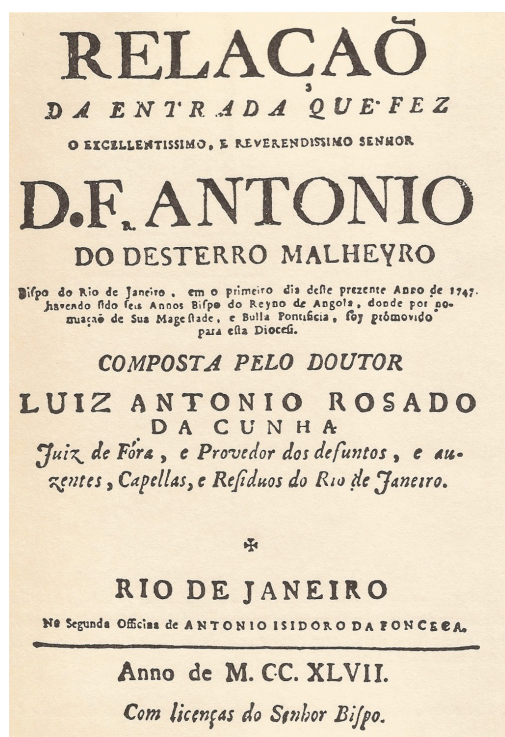 RELAÇAÕ
DA ENTRADA QUE FEZ
O EXCELLENTISSIMO, E REVERENDISSIMO SENHOR
D. Fr. ANTONIO
DO DESTERRO MALHEYRO
Biſpo do Rio de Janeiro, em o primeiro dia deſte prezente Anno de 1747.
havendo ſido ſeis Annos Biſpo do Reyno de Angola, donde por no-
miaçaõ de Sua Mageſtade, e Bulla Pontificia, foy promovido
para eſta Dioceſi.
COMPOSTA PELO DOUTOR
LUIZ ANTONIO ROSADO
DA CUNHA
Juiz de Fóra, e Provedor dos defuntos, e au-
zentes, Capellas, e Reſiduos do Rio de Janeiro.
RIO DE JANEIRO
Na Segunda Officina de ANTONIO ISIDORO DA FONCECA.
Anno de M. CC. XLVII.
Com licenças do Senhor Biſpo.